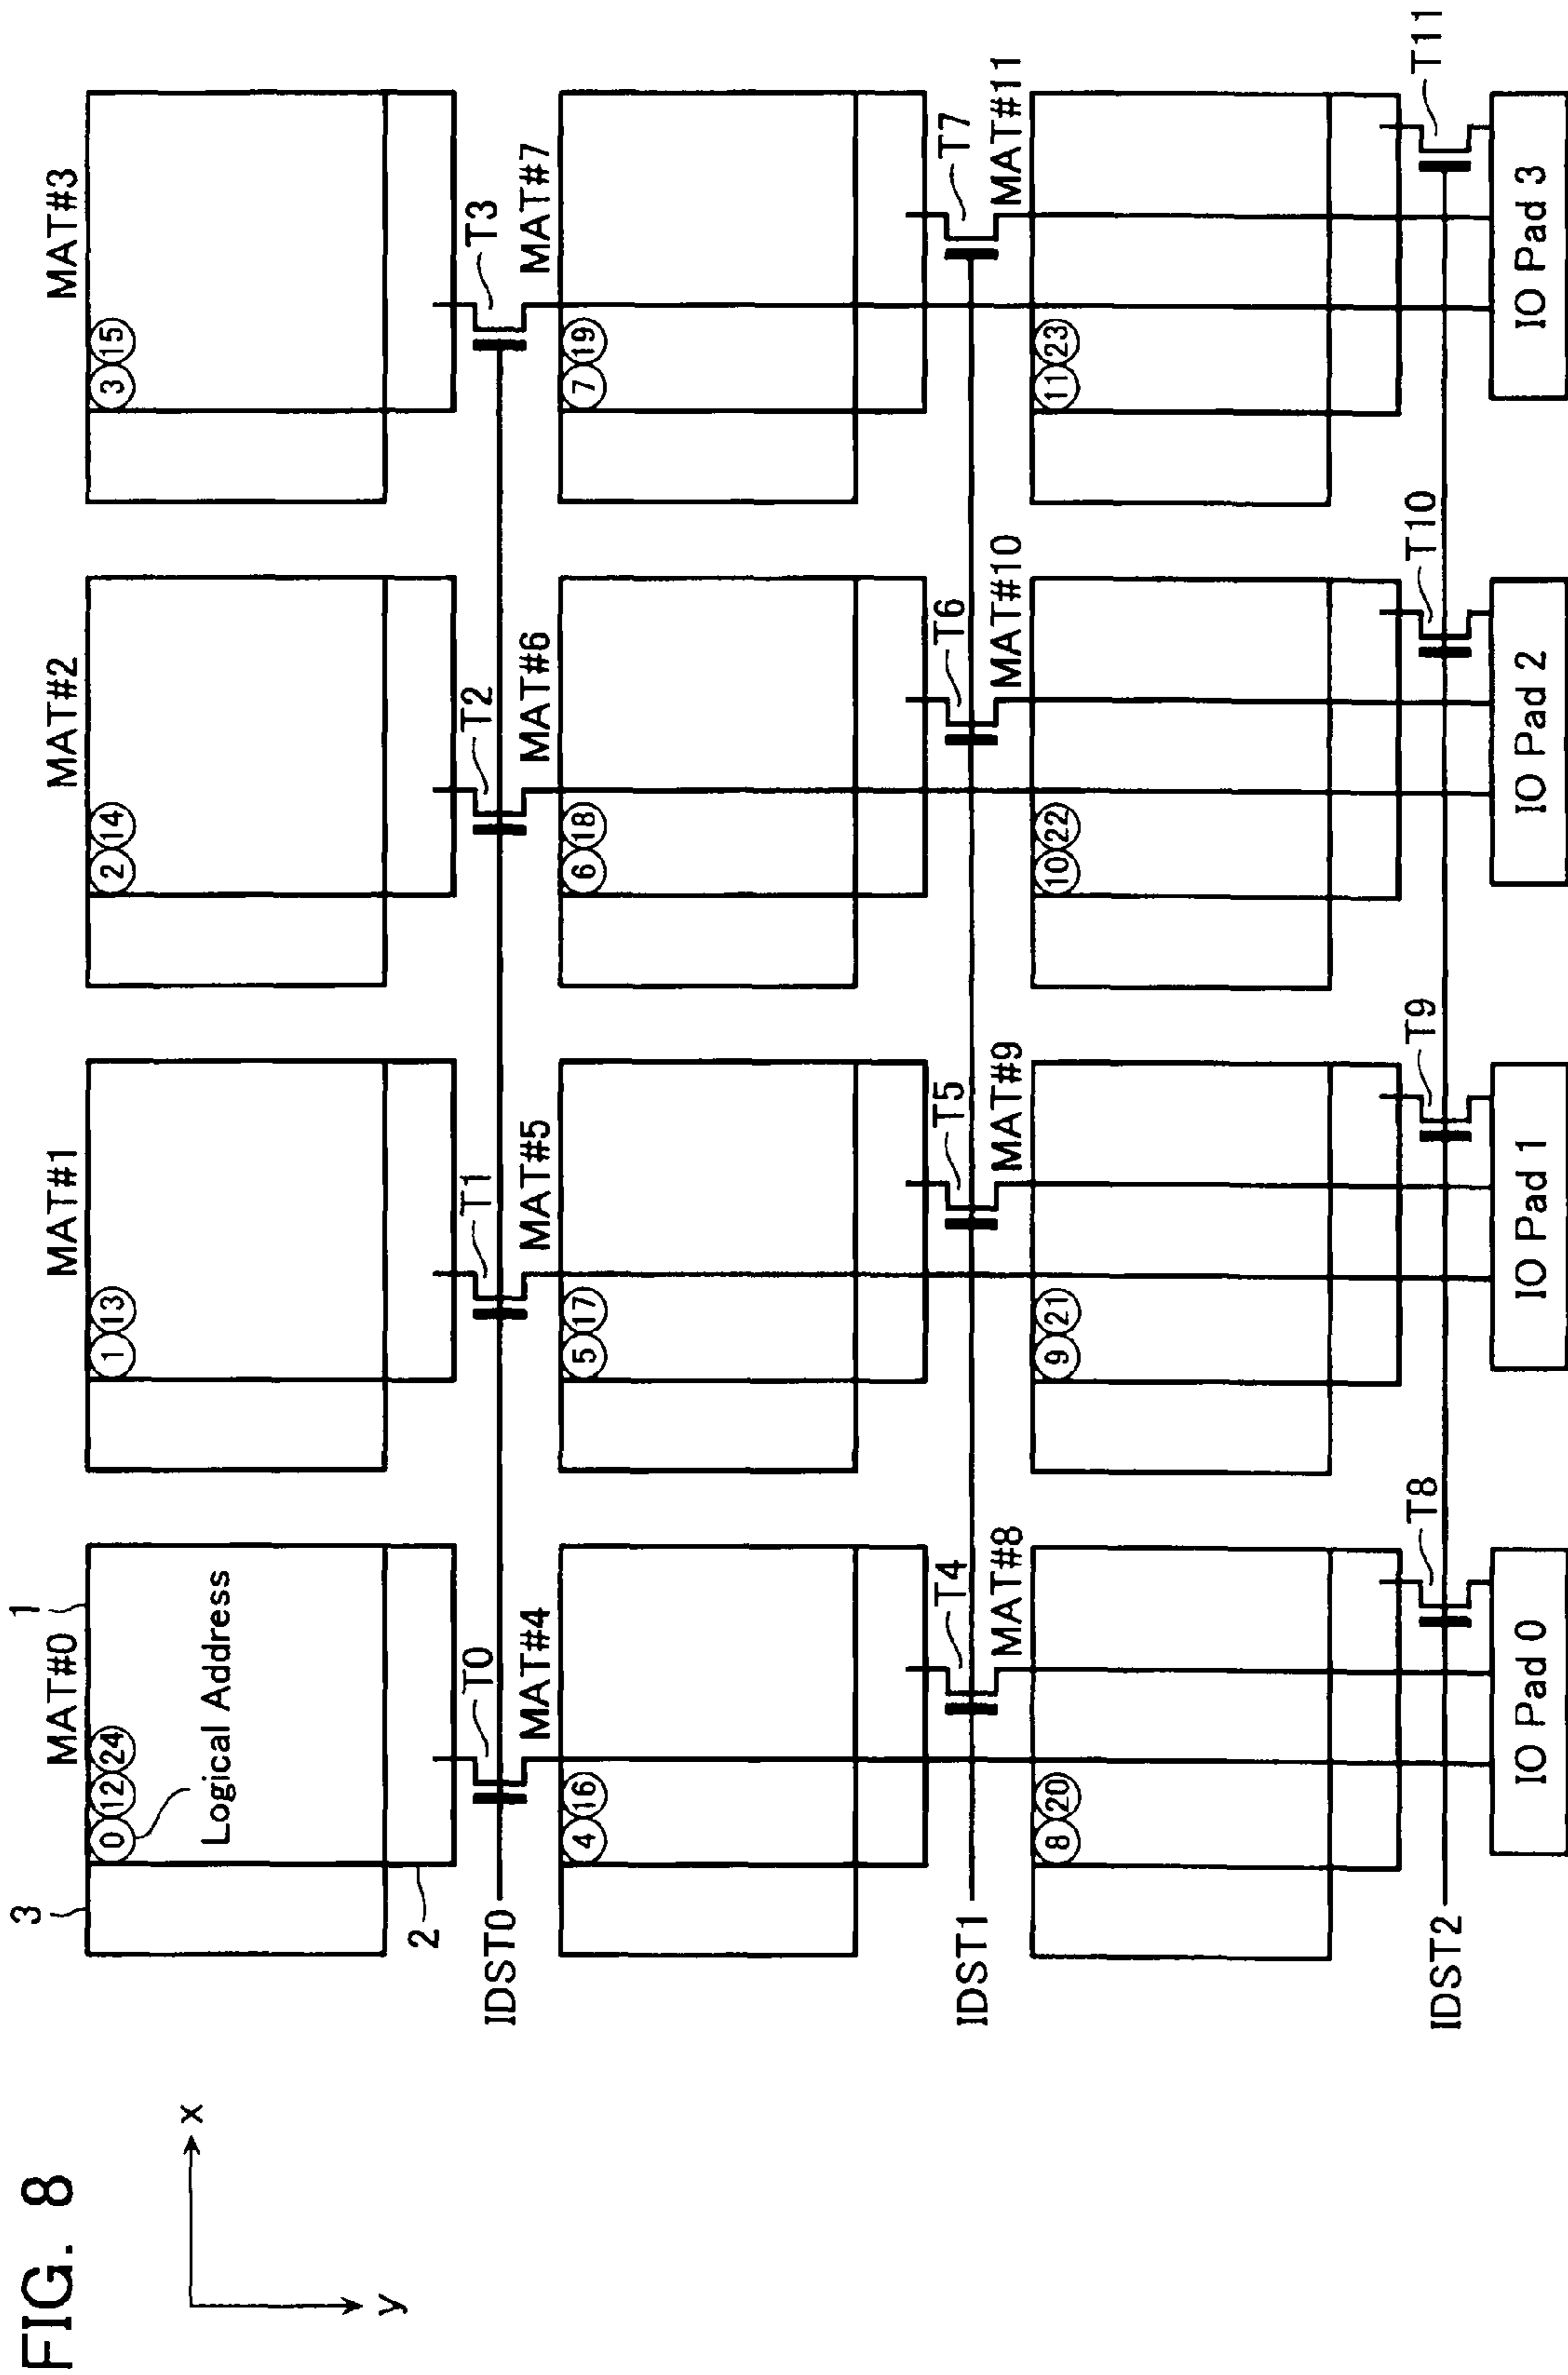 FIG. 8
x
y
3
1
MAT#0
MAT#1
MAT#2
MAT#3
0 12 24
1 13
2 14
3 15
Logical Address
2
T0
T1
T2
T3
IDST0
MAT#4
MAT#5
MAT#6
MAT#7
4 16
5 17
6 18
7 19
T4
T5
T6
T7
IDST1
MAT#8
MAT#9
MAT#10
MAT#11
8 20
9 21
10 22
11 23
T8
T9
T10
T11
IDST2
IO Pad 0
IO Pad 1
IO Pad 2
IO Pad 3